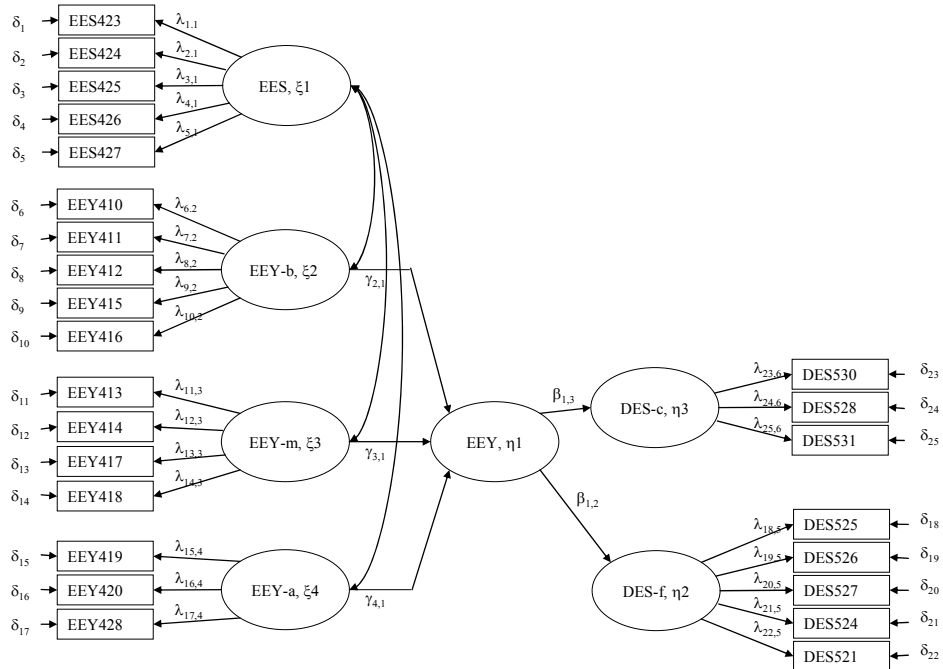 δ1 EES423 λ1.1
δ2 EES424 λ2.1
δ3 EES425 λ3,1
δ4 EES426 λ4,1
δ5 EES427 λ5,1
EES, ξ1
δ6 EEY410 λ6.2
δ7 EEY411 λ7.2
δ8 EEY412 λ8,2
δ9 EEY415 λ9,2
δ10 EEY416 λ10,2
EEY-b, ξ2
γ2,1
δ11 EEY413 λ11,3
δ12 EEY414 λ12,3
δ13 EEY417 λ13,3
δ14 EEY418 λ14,3
EEY-m, ξ3
γ3,1
δ15 EEY419 λ15,4
δ16 EEY420 λ16,4
δ17 EEY428 λ17,4
EEY-a, ξ4
γ4,1
EEY, η1
β1,3
β1,2
DES-c, η3
λ23,6 DES530 δ23
λ24.6 DES528 δ24
λ25,6 DES531 δ25
DES-f, η2
λ18,5 DES525 δ18
λ19,5 DES526 δ19
λ20,5 DES527 δ20
λ21,5 DES524 δ21
λ22,5 DES521 δ22